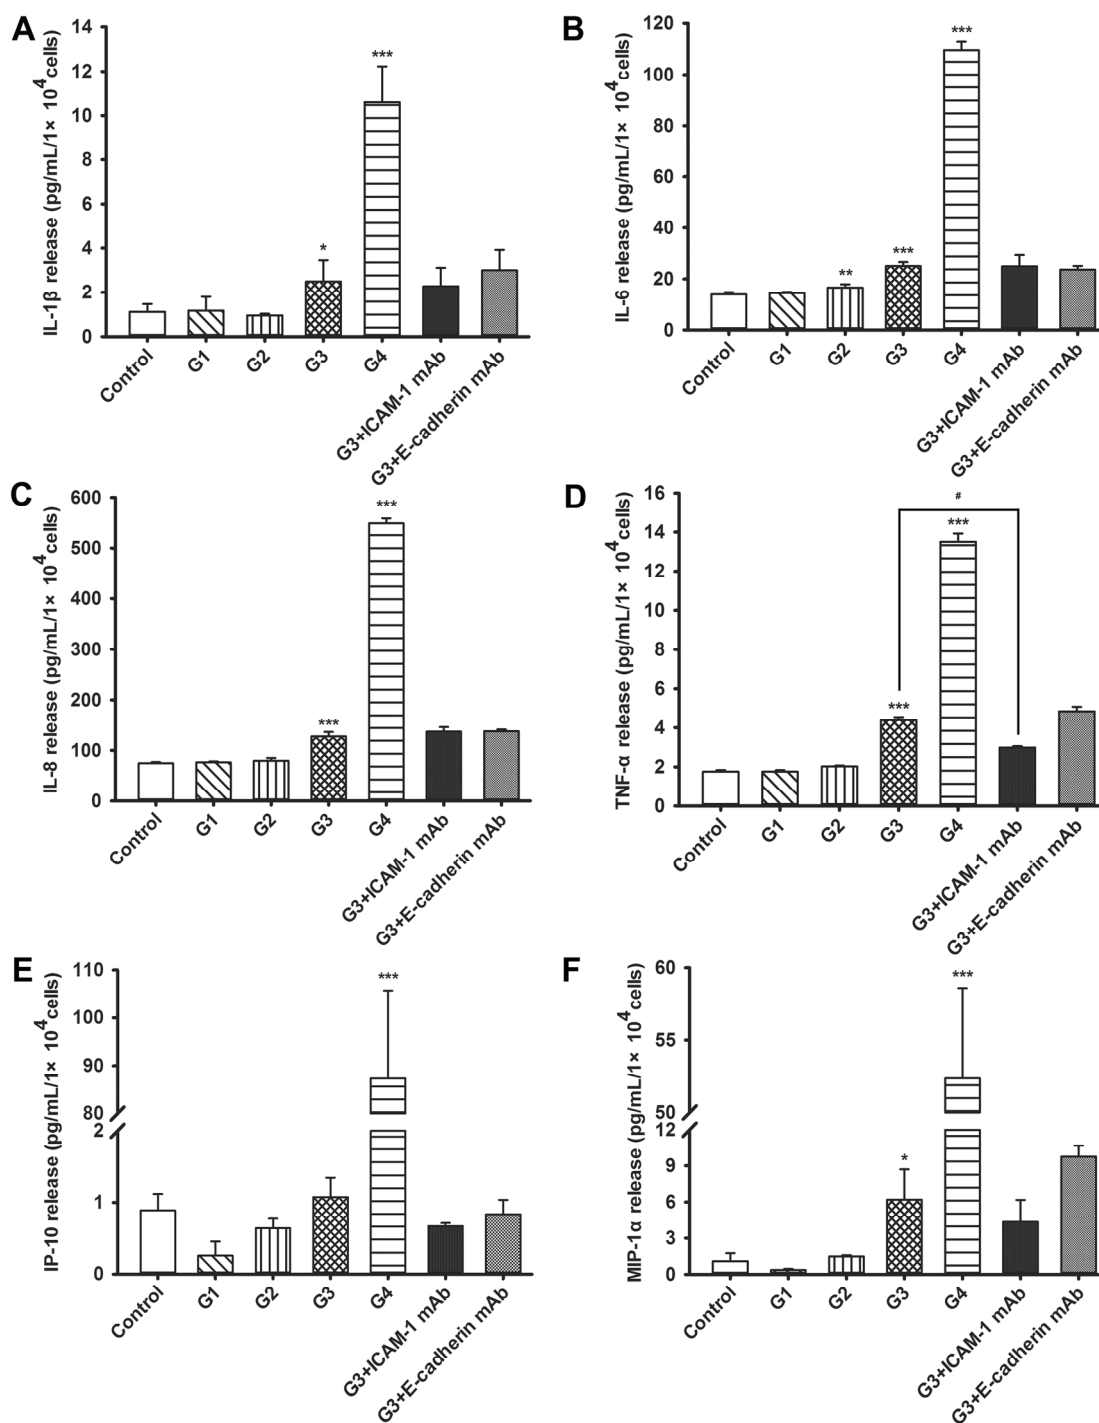 A
IL-1β release (pg/mL/1× 10⁴cells)
14
12
10
8
6
4
2
0
*
***
Control
G1
G2
G3
G4
G3+ICAM-1 mAb
G3+E-cadherin mAb
B
IL-6 release (pg/mL/1× 10⁴cells)
120
100
80
60
40
20
0
**
***
***
Control
G1
G2
G3
G4
G3+ICAM-1 mAb
G3+E-cadherin mAb
C
IL-8 release (pg/mL/1× 10⁴cells)
600
500
400
300
200
100
0
***
***
Control
G1
G2
G3
G4
G3+ICAM-1 mAb
G3+E-cadherin mAb
D
TNF-α release (pg/mL/1× 10⁴cells)
16
14
12
10
8
6
4
2
0
#
***
***
Control
G1
G2
G3
G4
G3+ICAM-1 mAb
G3+E-cadherin mAb
E
IP-10 release (pg/mL/1× 10⁴cells)
110
100
90
80
2
1
0
***
Control
G1
G2
G3
G4
G3+ICAM-1 mAb
G3+E-cadherin mAb
F
MIP-1α release (pg/mL/1× 10⁴cells)
60
55
50
12
9
6
3
0
*
***
Control
G1
G2
G3
G4
G3+ICAM-1 mAb
G3+E-cadherin mAb